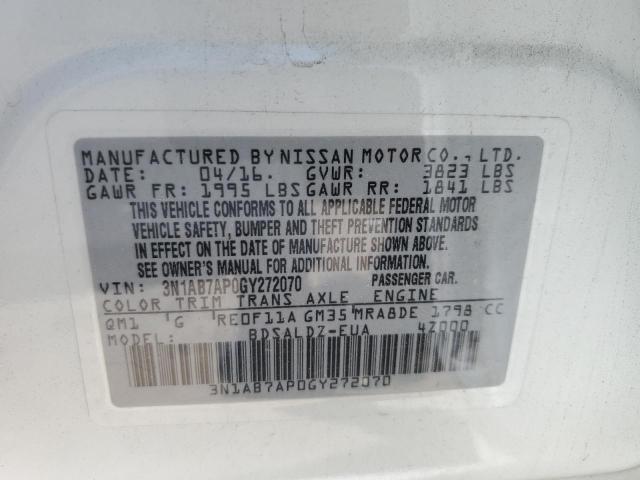 MANUFACTURED BY NISSAN MOTOR CO., LTD.
DATE: 04/16. GVWR: 3823 LBS
GAWR FR: 1995 LBS GAWR RR: 1841 LBS
THIS VEHICLE CONFORMS TO ALL APPLICABLE FEDERAL MOTOR
VEHICLE SAFETY, BUMPER AND THEFT PREVENTION STANDARDS
IN EFFECT ON THE DATE OF MANUFACTURE SHOWN ABOVE.
SEE OWNER'S MANUAL FOR ADDITIONAL INFORMATION.
VIN: 3N1AB7AP0GY272070 PASSENGER CAR.
COLOR TRIM TRANS AXLE ENGINE
QM1 G RE0F11A GM35 MRA8DE 1798 CC
MODEL: BDSALDZ-EUA 4Z000
3N1AB7AP0GY272070